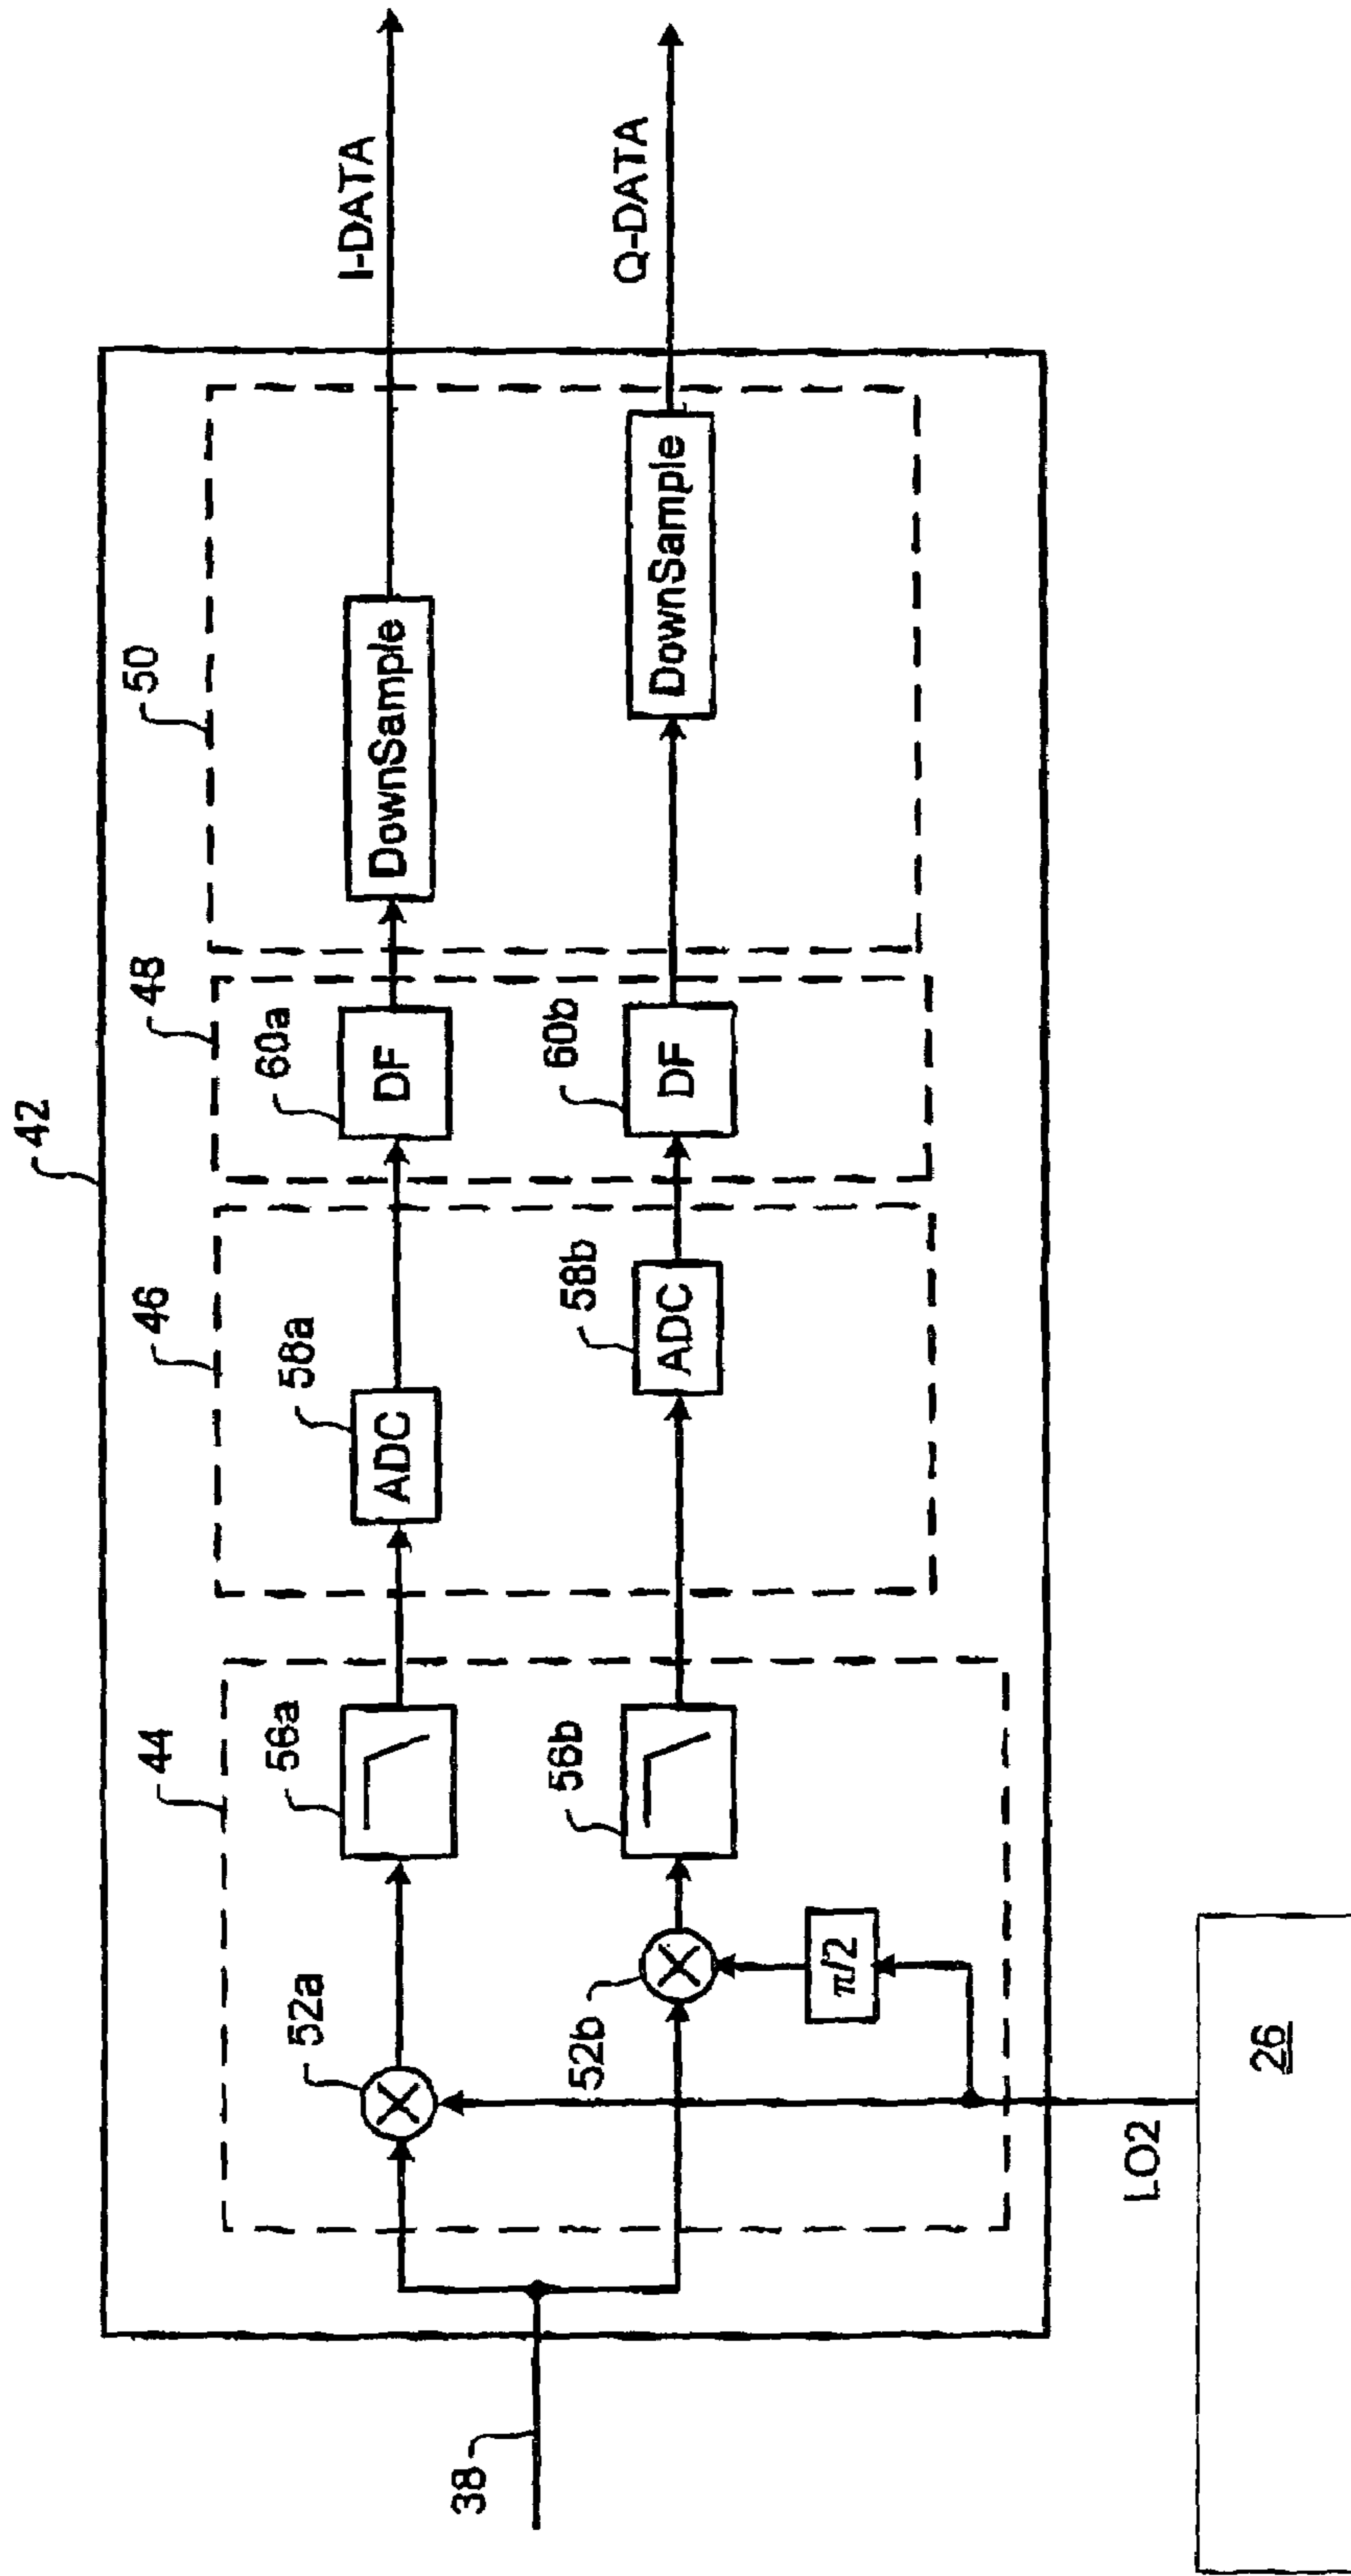 42
44
46
48
50
38
52a
56a
58a
ADC
60a
DF
DownSample
I-DATA
52b
π/2
56b
58b
ADC
60b
DF
DownSample
Q-DATA
LO2
26